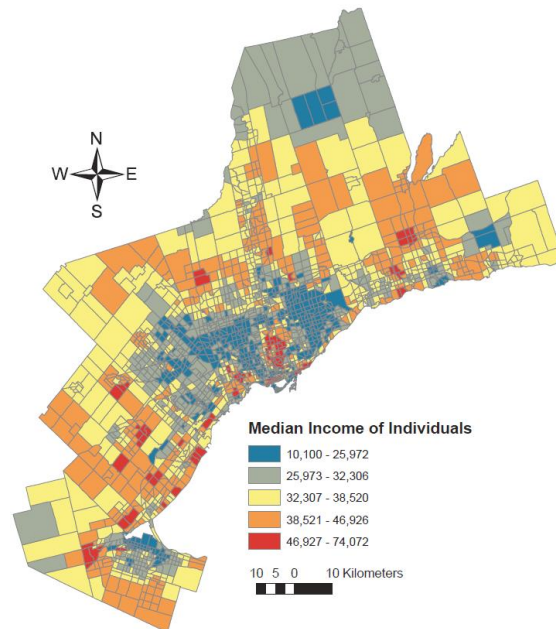 N
W E
S
Median Income of Individuals
10,100 - 25,972
25,973 - 32,306
32,307 - 38,520
38,521 - 46,926
46,927 - 74,072
10 5 0 10 Kilometers